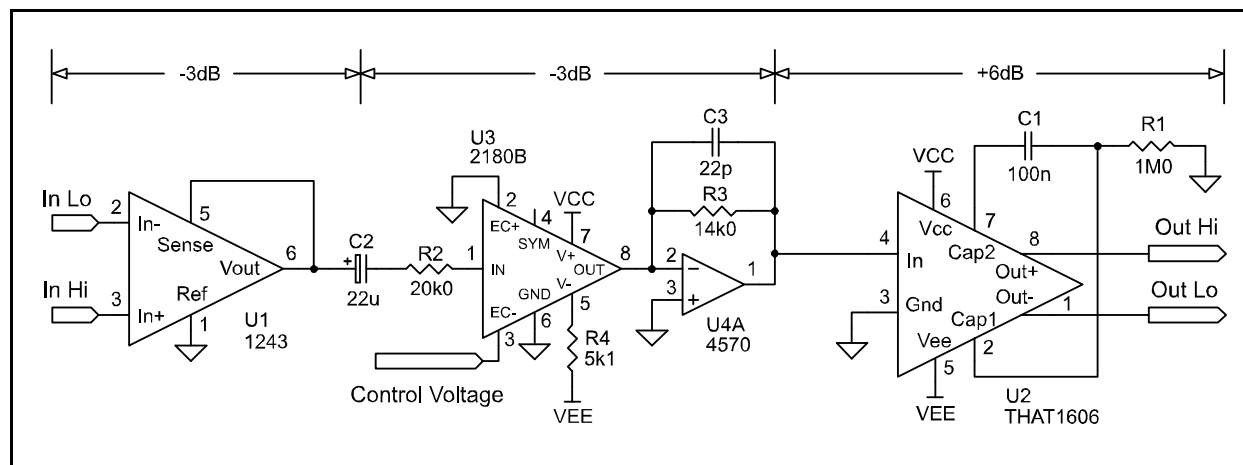 -3dB
-3dB
+6dB
In Lo
2
In-
5
Sense
Vout
6
In Hi
3
In+
Ref
1
U1
1243
C2
+
22u
R2
20k0
U3
2180B
2
EC+
4
SYM
VCC
7
V+
1
IN
OUT
8
V-
5
GND
6
EC-
3
Control Voltage
R4
5k1
VEE
C3
22p
R3
14k0
2
−
3
+
1
U4A
4570
C1
100n
R1
1M0
VCC
6
Vcc
7
Cap2
8
Out+
Out Hi
4
In
3
Gnd
Out-
1
Out Lo
Cap1
2
Vee
5
VEE
U2
THAT1606